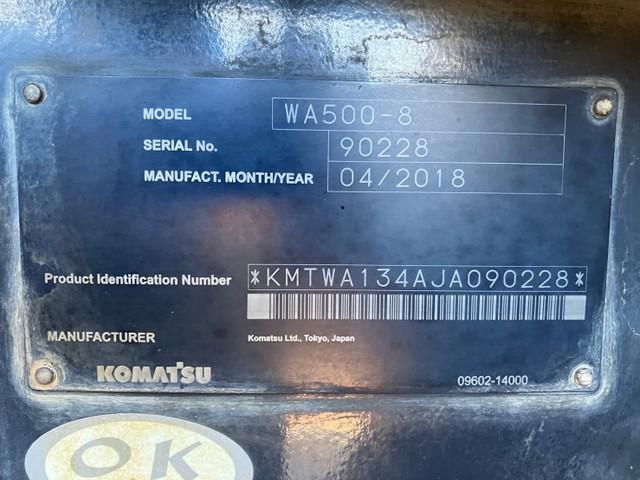 MODEL WA500-8
SERIAL No. 90228
MANUFACT. MONTH/YEAR 04/2018
Product Identification Number *KMTWA134AJA090228*
MANUFACTURER Komatsu Ltd., Tokyo, Japan
KOMATSU 09602-14000
OK